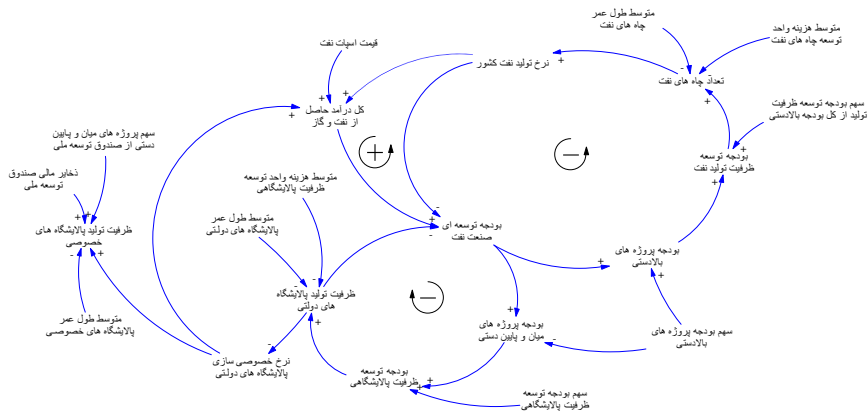 متوسط طول عمر
چاه های نفت
متوسط هزینه واحد
توسعه چاه های نفت
قیمت اسپات نفت
نرخ تولید نفت کشور
تعداد چاه های نفت
کل درامد حاصل
از نفت و گاز
سهم بودجه توسعه ظرفیت
تولید از کل بودجه بالادستی
سهم پروژه های میان و پایین
دستی از صندوق توسعه ملی
ذخایر مالی صندوق
توسعه ملی
متوسط هزینه واحد توسعه
ظرفیت پالایشگاهی
بودجه توسعه
ظرفیت تولید نفت
ظرفیت تولید پالایشگاه های
خصوصی
متوسط طول عمر
پالایشگاه های دولتی
بودجه توسعه ای
صنعت نفت
بودجه پروژه های
بالادستی
ظرفیت تولید پالایشگاه
های دولتی
متوسط طول عمر
پالایشگاه های خصوصی
بودجه پروژه های
میان و پایین دستی
سهم بودجه پروژه های
بالادستی
نرخ خصوصی سازی
پالایشگاه های دولتی
بودجه توسعه
ظرفیت پالایشگاهی
سهم بودجه توسعه
ظرفیت پالایشگاهی